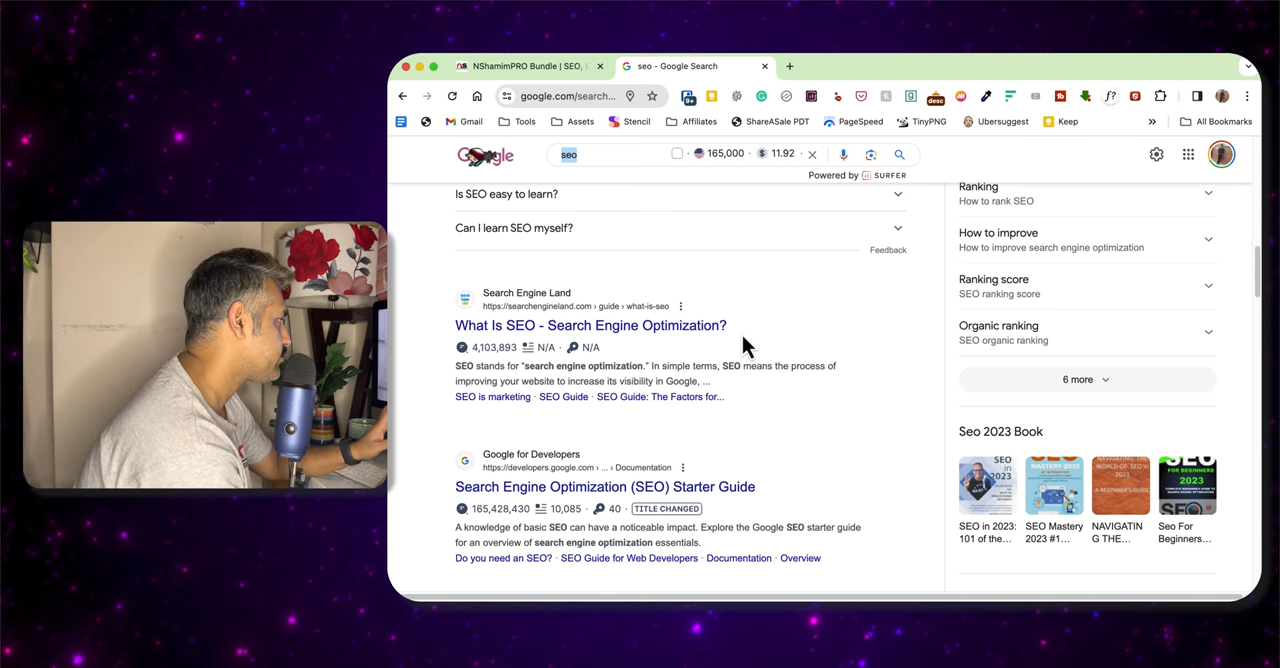 NShamimPRO Bundle | SEO,
seo - Google Search
google.com/search...
9+
desc
f?
Gmail
Tools
Assets
Stencil
Affiliates
ShareASale PDT
PageSpeed
TinyPNG
Ubersuggest
Keep
All Bookmarks
Google
seo
165,000 · $ 11.92 ·
Powered by SURFER
Is SEO easy to learn?
Can I learn SEO myself?
Feedback
Search Engine Land
https://searchengineland.com › guide › what-is-seo
What Is SEO - Search Engine Optimization?
4,103,893 N/A · N/A
SEO stands for “search engine optimization.” In simple terms, SEO means the process of
improving your website to increase its visibility in Google, ...
SEO is marketing · SEO Guide · SEO Guide: The Factors for...
Google for Developers
https://developers.google.com › ... › Documentation
Search Engine Optimization (SEO) Starter Guide
165,428,430 10,085 · 40 · TITLE CHANGED
A knowledge of basic SEO can have a noticeable impact. Explore the Google SEO starter guide
for an overview of search engine optimization essentials.
Do you need an SEO? · SEO Guide for Web Developers · Documentation · Overview
Ranking
How to rank SEO
How to improve
How to improve search engine optimization
Ranking score
SEO ranking score
Organic ranking
SEO organic ranking
6 more
Seo 2023 Book
SEO in 2023:
101 of the...
SEO Mastery
2023 #1...
NAVIGATIN
G THE...
Seo For
Beginners...